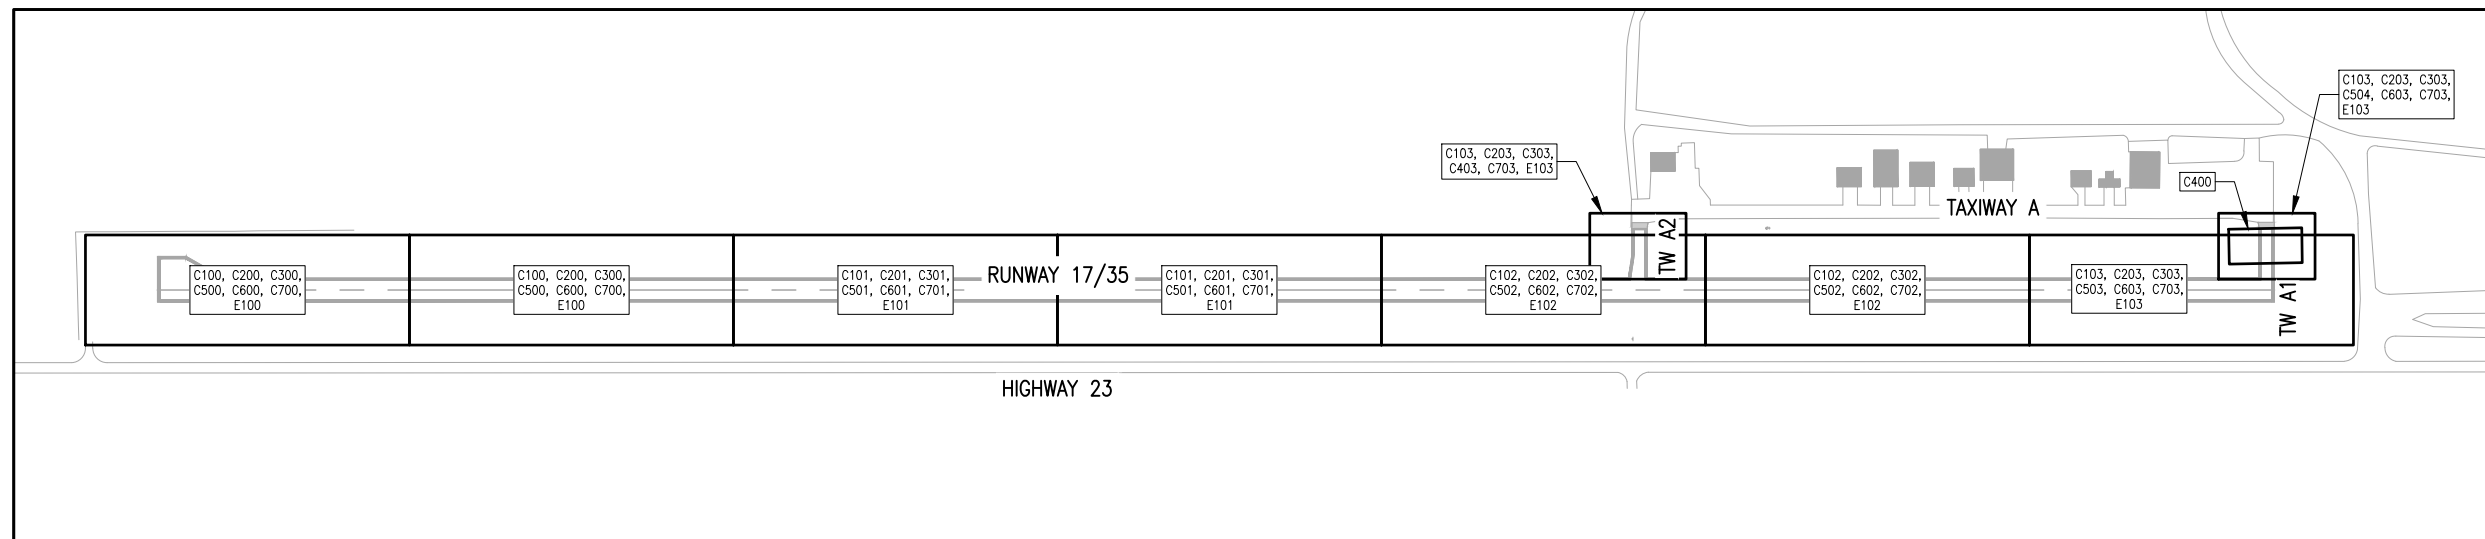 C103, C203, C303,
C504, C603, C703,
E103
C103, C203, C303,
C403, C703, E103
C400
TAXIWAY A
TW A2
C100, C200, C300,
C500, C600, C700,
E100
C100, C200, C300,
C500, C600, C700,
E100
C101, C201, C301,
C501, C601, C701,
E101
RUNWAY 17/35
C101, C201, C301,
C501, C601, C701,
E101
C102, C202, C302,
C502, C602, C702,
E102
C102, C202, C302,
C502, C602, C702,
E102
C103, C203, C303,
C503, C603, C703,
E103
TW A1
HIGHWAY 23